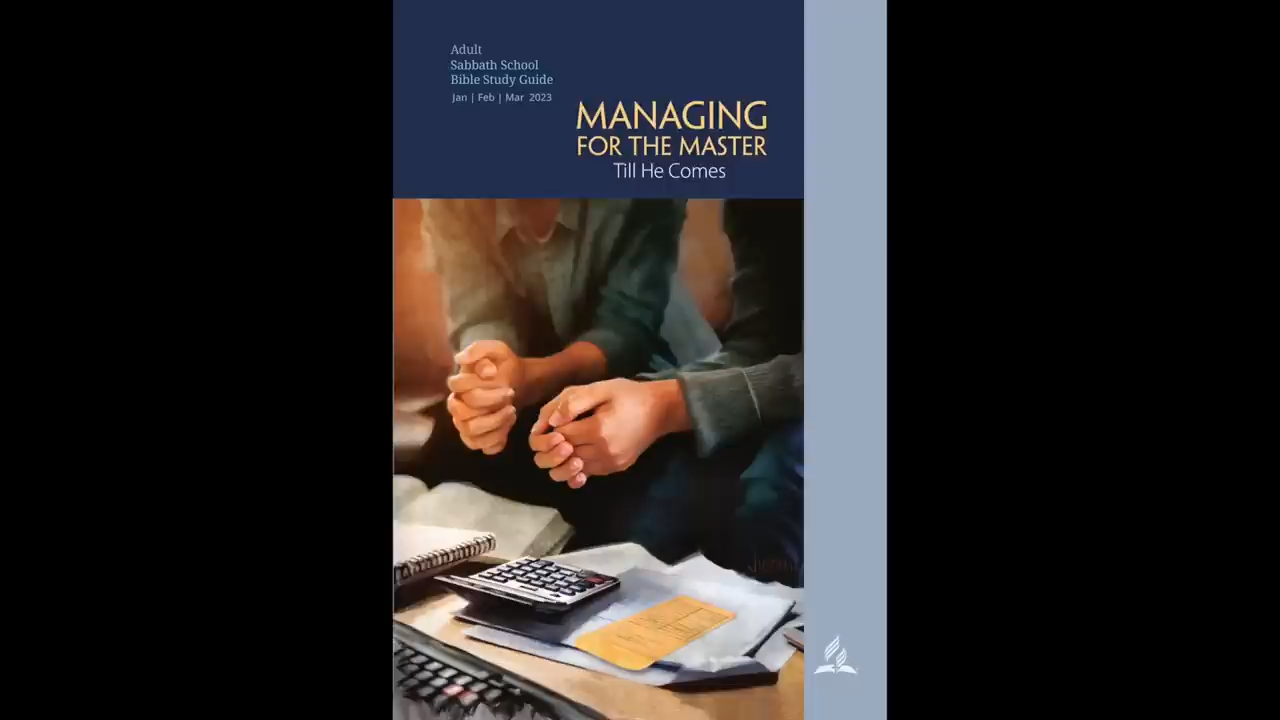 Adult
Sabbath School
Bible Study Guide
Jan | Feb | Mar 2023
MANAGING
FOR THE MASTER
Till He Comes